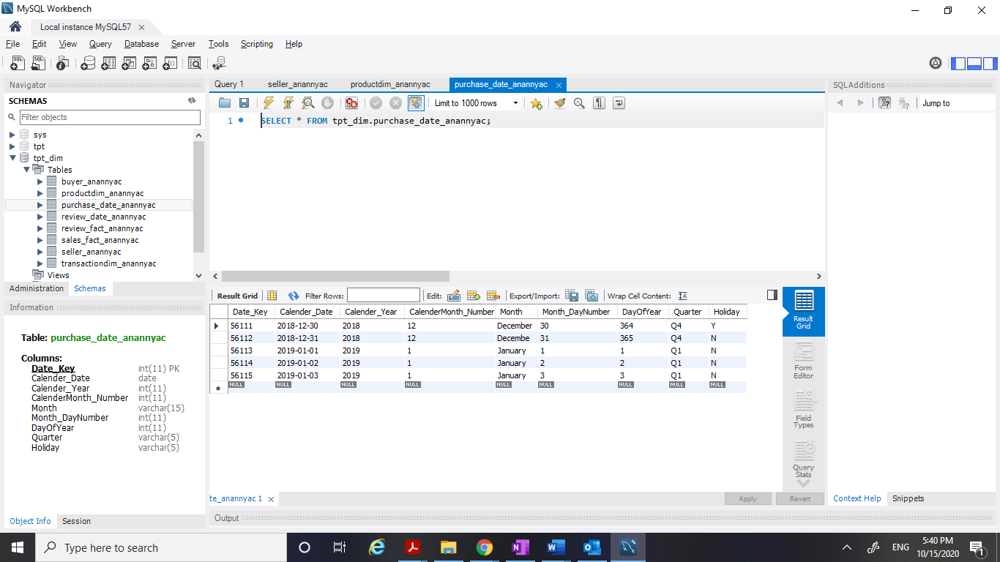 MySQL Workbench
Local instance MySQL57
File Edit View Query Database Server Tools Scripting Help
Navigator
SCHEMAS
Filter objects
sys
tpt
tpt_dim
Tables
buyer_anannyac
productdim_anannyac
purchase_date_anannyac
review_date_anannyac
review_fact_anannyac
sales_fact_anannyac
seller_anannyac
transactiondim_anannyac
Views
Administration Schemas
Information
Table: purchase_date_anannyac
Columns:
Date_Key int(11) PK
Calender_Date date
Calender_Year int(11)
CalenderMonth_Number int(11)
Month varchar(15)
Month_DayNumber int(11)
DayOfYear int(11)
Quarter varchar(5)
Holiday varchar(5)
Object Info Session
Query 1 seller_anannyac productdim_anannyac purchase_date_anannyac
Limit to 1000 rows
1 SELECT * FROM tpt_dim.purchase_date_anannyac;
Result Grid Filter Rows: Edit: Export/Import: Wrap Cell Content:
Date_Key Calender_Date Calender_Year CalenderMonth_Number Month Month_DayNumber DayOfYear Quarter Holiday
56111 2018-12-30 2018 12 December 30 364 Q4 Y
56112 2018-12-31 2018 12 Decembe 31 365 Q4 N
56113 2019-01-01 2019 1 January 1 1 Q1 N
56114 2019-01-02 2019 1 January 2 2 Q1 N
56115 2019-01-03 2019 1 January 3 3 Q1 N
NULL NULL NULL NULL NULL NULL NULL NULL NULL
Result Grid
Form Editor
Field Types
Query Stats
te_anannyac 1
Apply Revert
Output
SQLAdditions
Jump to
Context Help Snippets
Type here to search
ENG
5:40 PM
10/15/2020
1